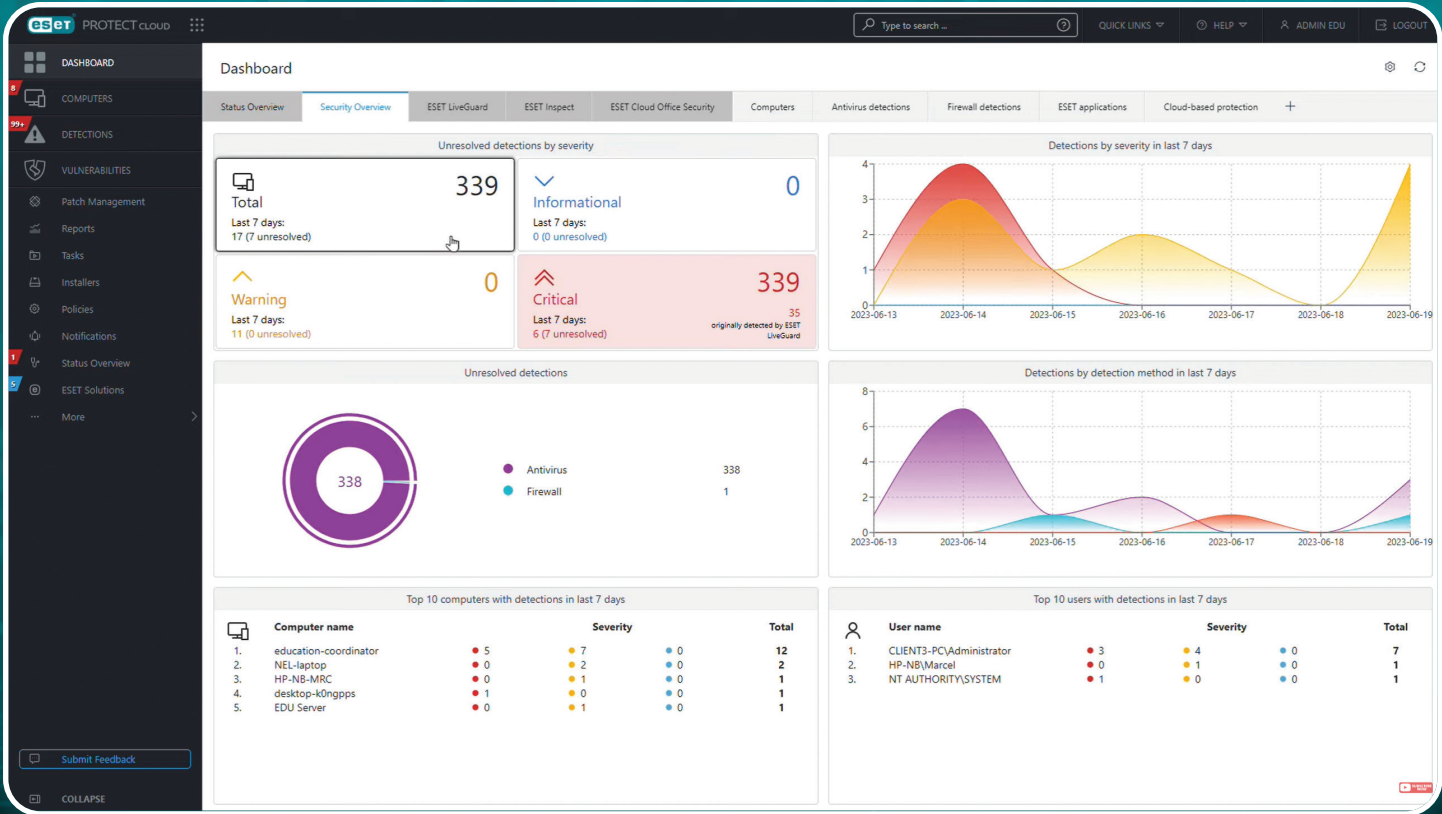 eset PROTECT CLOUD
Type to search ...
QUICK LINKS
HELP
ADMIN EDU
LOGOUT
DASHBOARD
8
COMPUTERS
99+
DETECTIONS
VULNERABILITIES
Patch Management
Reports
Tasks
Installers
Policies
Notifications
1
Status Overview
5
ESET Solutions
More
Submit Feedback
COLLAPSE
Dashboard
Status Overview
Security Overview
ESET LiveGuard
ESET Inspect
ESET Cloud Office Security
Computers
Antivirus detections
Firewall detections
ESET applications
Cloud-based protection
+
Unresolved detections by severity
Total
339
Last 7 days:
17 (7 unresolved)
Informational
0
Last 7 days:
0 (0 unresolved)
Warning
0
Last 7 days:
11 (0 unresolved)
Critical
339
Last 7 days:
6 (7 unresolved)
35
originally detected by ESET
LiveGuard
Detections by severity in last 7 days
4
3
2
1
0
2023-06-13 2023-06-14 2023-06-15 2023-06-16 2023-06-17 2023-06-18 2023-06-19
Unresolved detections
338
Antivirus 338
Firewall 1
Detections by detection method in last 7 days
8
6
4
2
0
2023-06-13 2023-06-14 2023-06-15 2023-06-16 2023-06-17 2023-06-18 2023-06-19
Top 10 computers with detections in last 7 days
Computer name Severity Total
1. education-coordinator 5 7 0 12
2. NEL-laptop 0 2 0 2
3. HP-NB-MRC 0 1 0 1
4. desktop-k0ngpps 1 0 0 1
5. EDU Server 0 1 0 1
Top 10 users with detections in last 7 days
User name Severity Total
1. CLIENT3-PC\Administrator 3 4 0 7
2. HP-NB\Marcel 0 1 0 1
3. NT AUTHORITY\SYSTEM 1 0 0 1